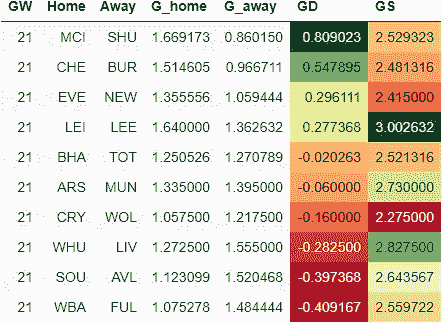 GW Home Away G_home G_away GD GS
21 MCI SHU 1.669173 0.860150 0.809023 2.529323
21 CHE BUR 1.514605 0.966711 0.547895 2.481316
21 EVE NEW 1.355556 1.059444 0.296111 2.415000
21 LEI LEE 1.640000 1.362632 0.277368 3.002632
21 BHA TOT 1.250526 1.270789 -0.020263 2.521316
21 ARS MUN 1.335000 1.395000 -0.060000 2.730000
21 CRY WOL 1.057500 1.217500 -0.160000 2.275000
21 WHU LIV 1.272500 1.555000 -0.282500 2.827500
21 SOU AVL 1.123099 1.520468 -0.397368 2.643567
21 WBA FUL 1.075278 1.484444 -0.409167 2.559722